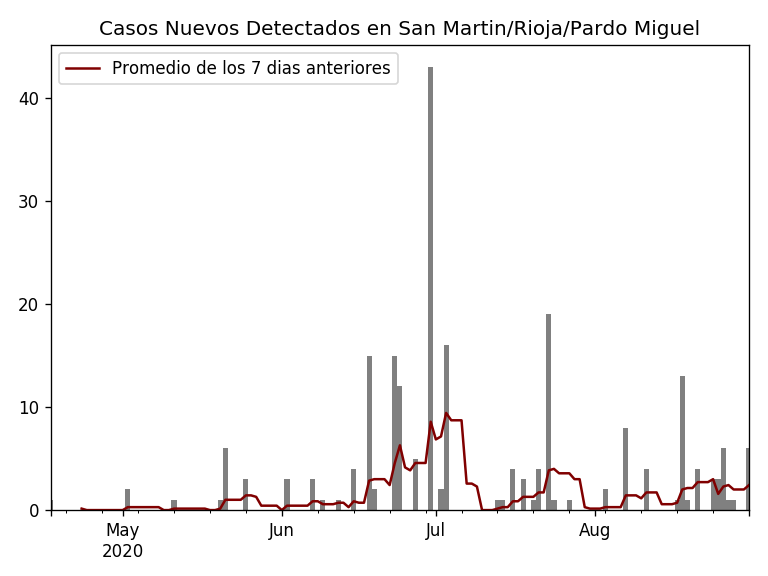 Casos Nuevos Detectados en San Martin/Rioja/Pardo Miguel
Promedio de los 7 dias anteriores
40
30
20
10
0
May Jun Jul Aug
2020